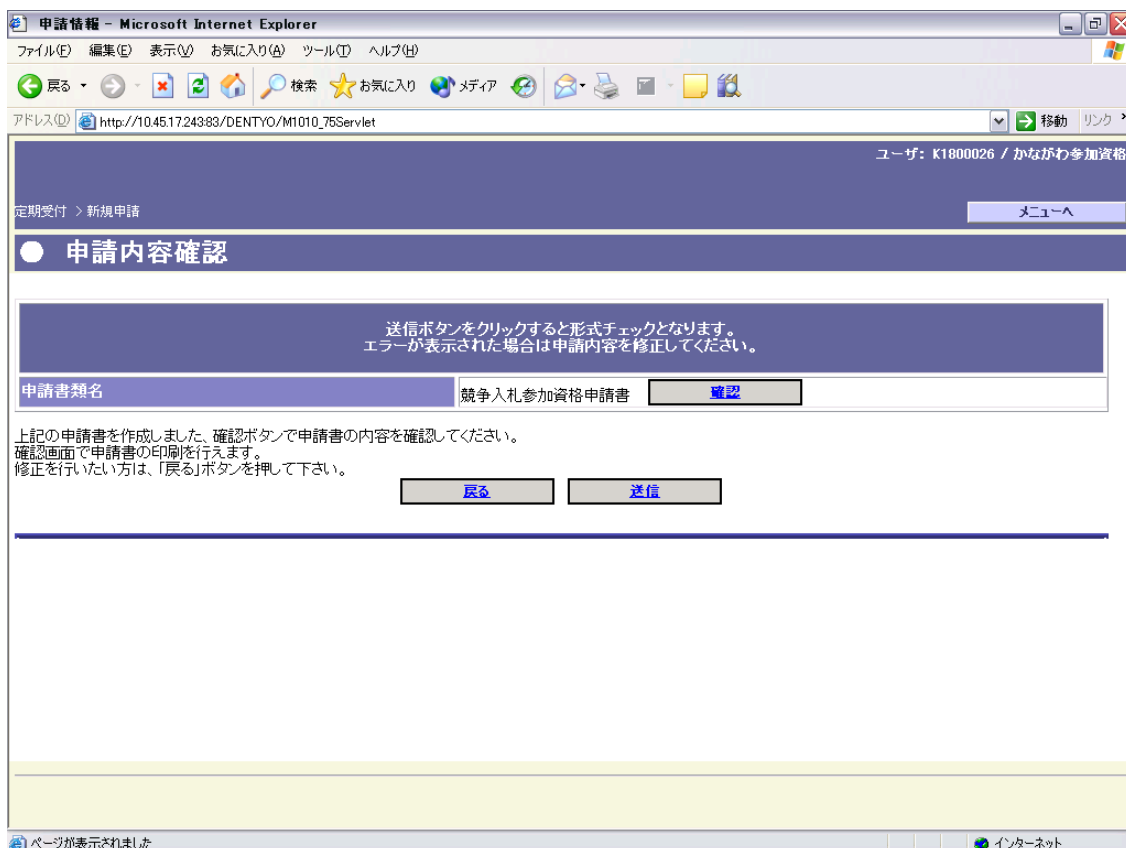 申請情報 - Microsoft Internet Explorer
ファイル(F) 編集(E) 表示(V) お気に入り(A) ツール(T) ヘルプ(H)
戻る 検索 お気に入り メディア
アドレス(D) http://10.45.17.243:83/DENTYO/M1010_75Servlet 移動 リンク »
ユーザ: K1800026 / かながわ参加資格
定期受付 > 新規申請 メニューへ
● 申請内容確認
送信ボタンをクリックすると形式チェックとなります。
エラーが表示された場合は申請内容を修正してください。
申請書類名 競争入札参加資格申請書 確認
上記の申請書を作成しました、確認ボタンで申請書の内容を確認してください。
確認画面で申請書の印刷を行えます。
修正を行いたい方は、「戻る」ボタンを押して下さい。
戻る 送信
ページが表示されました インターネット